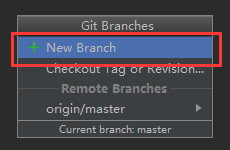 Git Branches
New Branch
Checkout Tag or Revision...
Remote Branches
origin/master
Current branch: master